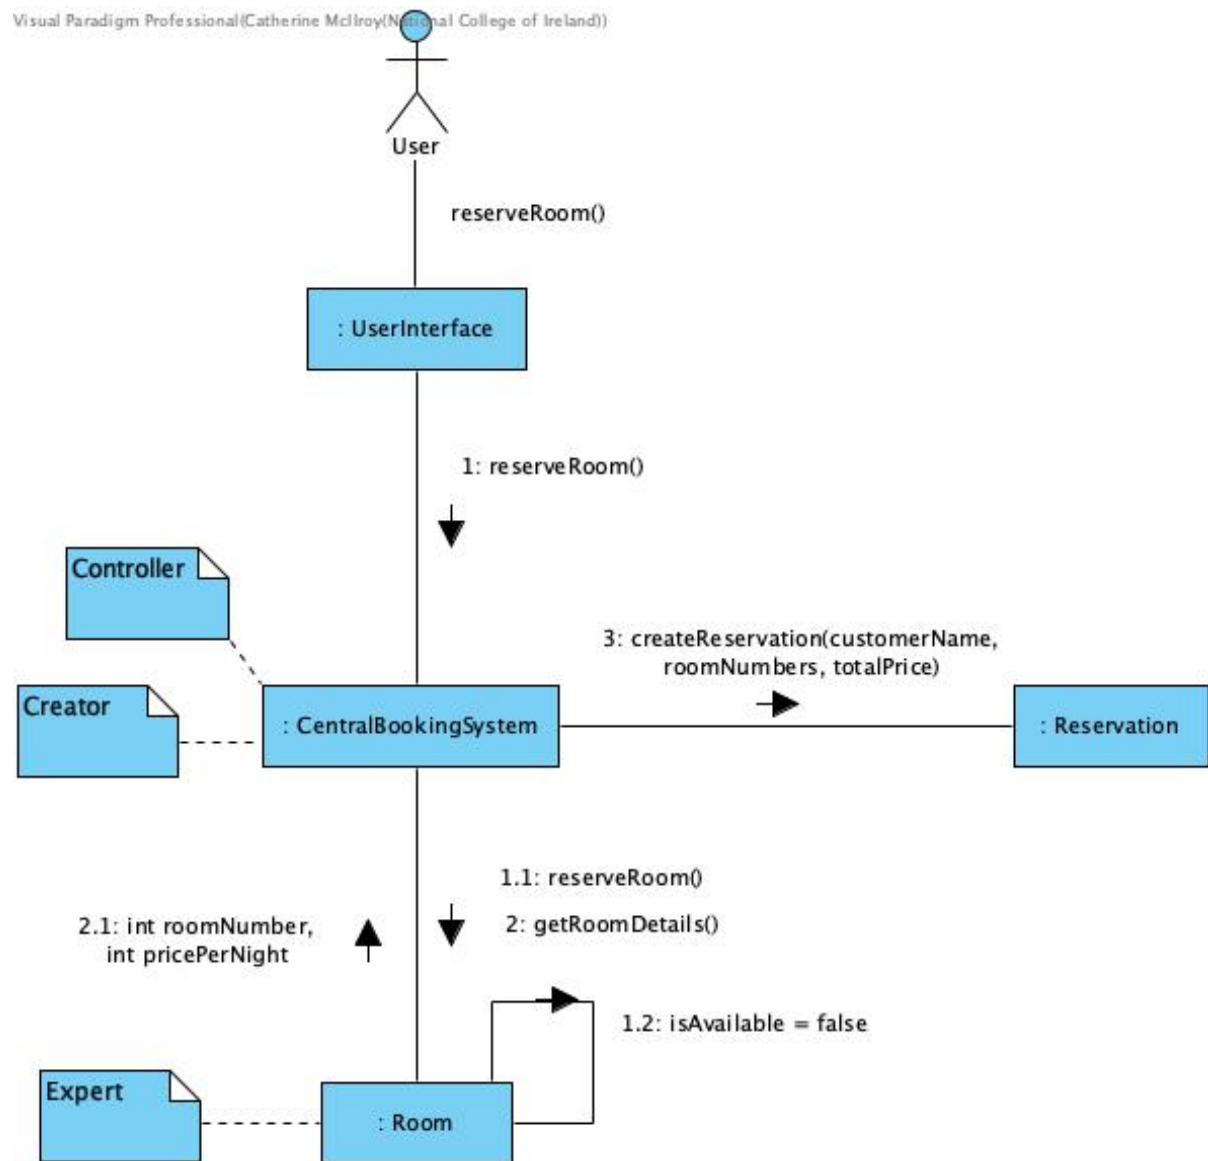 Visual Paradigm Professional(Catherine McIlroy(National College of Ireland))
User
reserveRoom()
: UserInterface
1: reserveRoom()
Controller
3: createReservation(customerName,
roomNumbers, totalPrice)
Creator
: CentralBookingSystem
: Reservation
1.1: reserveRoom()
2.1: int roomNumber,
int pricePerNight
2: getRoomDetails()
1.2: isAvailable = false
Expert
: Room